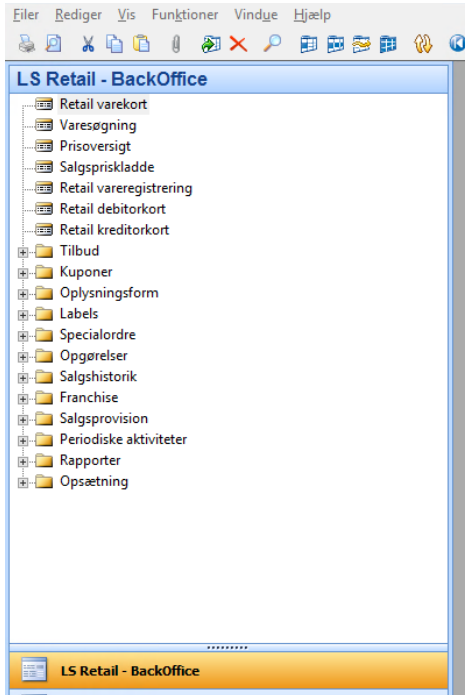 Filer Rediger Vis Funktioner Vindue Hjælp
LS Retail - BackOffice
Retail varekort
Varesøgning
Prisoversigt
Salgspriskladde
Retail vareregistrering
Retail debitorkort
Retail kreditorkort
Tilbud
Kuponer
Oplysningsform
Labels
Specialordre
Opgørelser
Salgshistorik
Franchise
Salgsprovision
Periodiske aktiviteter
Rapporter
Opsætning
LS Retail - BackOffice